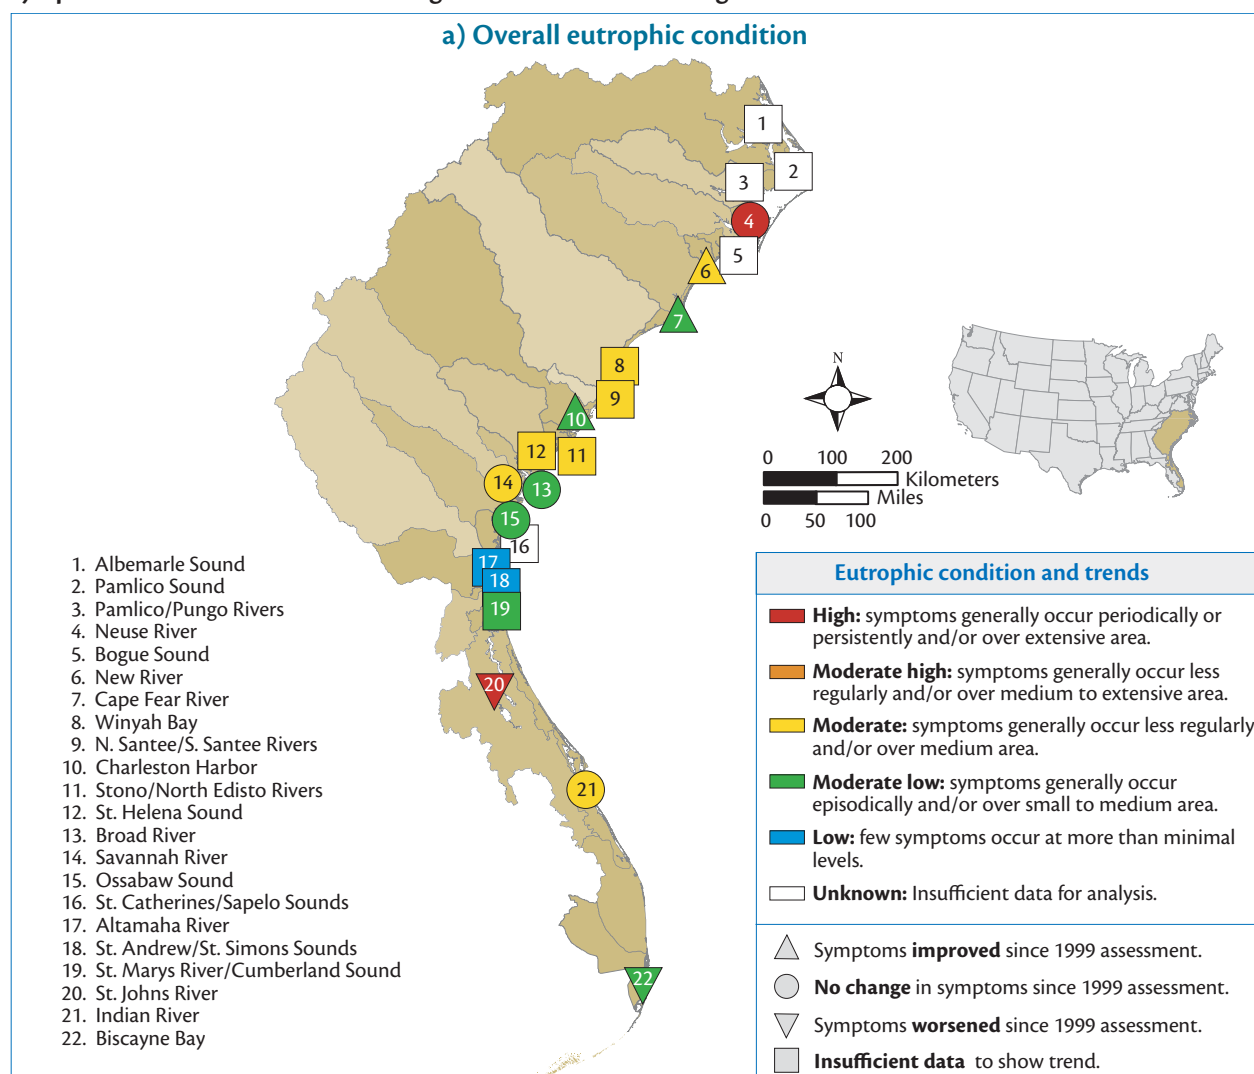 a) Overall eutrophic condition
1
2
3
4
5
6
7
8
9
10
11
12
13
14
15
16
17
18
19
20
21
22
N
0 100 200
Kilometers
Miles
0 50 100
1. Albemarle Sound
2. Pamlico Sound
3. Pamlico/Pungo Rivers
4. Neuse River
5. Bogue Sound
6. New River
7. Cape Fear River
8. Winyah Bay
9. N. Santee/S. Santee Rivers
10. Charleston Harbor
11. Stono/North Edisto Rivers
12. St. Helena Sound
13. Broad River
14. Savannah River
15. Ossabaw Sound
16. St. Catherines/Sapelo Sounds
17. Altamaha River
18. St. Andrew/St. Simons Sounds
19. St. Marys River/Cumberland Sound
20. St. Johns River
21. Indian River
22. Biscayne Bay
Eutrophic condition and trends
High: symptoms generally occur periodically or
persistently and/or over extensive area.
Moderate high: symptoms generally occur less
regularly and/or over medium to extensive area.
Moderate: symptoms generally occur less regularly
and/or over medium area.
Moderate low: symptoms generally occur
episodically and/or over small to medium area.
Low: few symptoms occur at more than minimal
levels.
Unknown: Insufficient data for analysis.
Symptoms improved since 1999 assessment.
No change in symptoms since 1999 assessment.
Symptoms worsened since 1999 assessment.
Insufficient data to show trend.